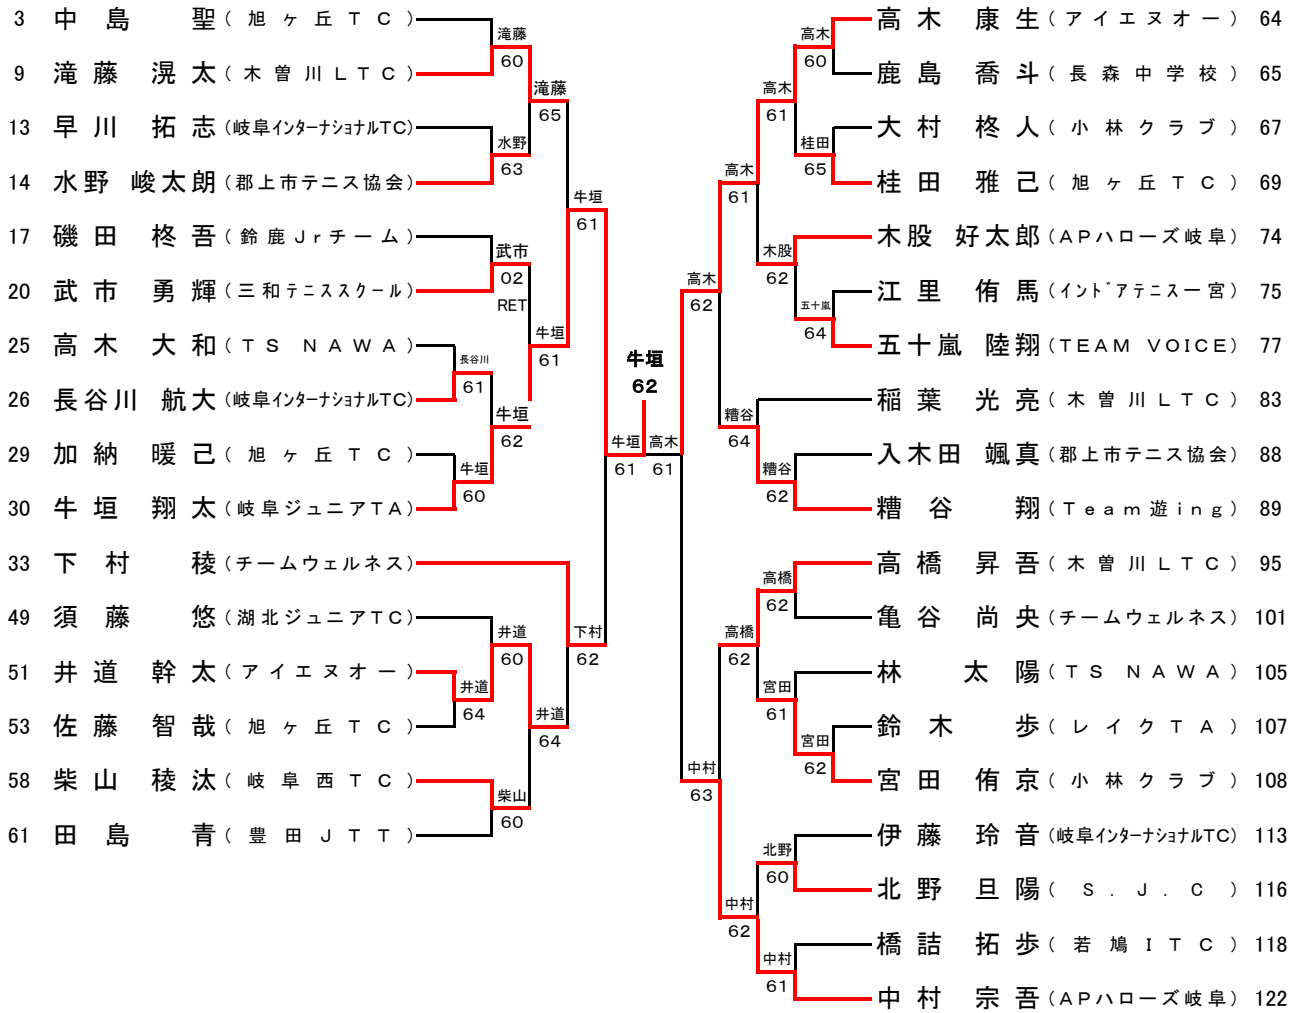 3 中島 聖 (旭ヶ丘TC)
9 滝藤 滉太 (木曽川LTC)
13 早川 拓志 (岐阜インターナショナルTC)
14 水野 峻太朗 (郡上市テニス協会)
17 磯田 柊吾 (鈴鹿Jrチーム)
20 武市 勇輝 (三和テニススクール)
25 高木 大和 (TS NAWA)
26 長谷川 航大 (岐阜インターナショナルTC)
29 加納 暖己 (旭ヶ丘TC)
30 牛垣 翔太 (岐阜ジュニアTA)
33 下村 稜 (チームウェルネス)
49 須藤 悠 (湖北ジュニアTC)
51 井道 幹太 (アイエヌオー)
53 佐藤 智哉 (旭ヶ丘TC)
58 柴山 稜汰 (岐阜西TC)
61 田島 青 (豊田JTT)
滝藤
60
水野
63
滝藤
65
武市
02
RET
長谷川
61
牛垣
60
牛垣
62
牛垣
61
牛垣
61
井道
64
井道
60
柴山
60
井道
64
下村
62
牛垣
61
牛垣
62
高木
61
高木
62
中村
63
高木
61
糟谷
64
高橋
62
中村
62
高木
61
木股
62
糟谷
62
高橋
62
宮田
61
北野
60
中村
61
高木
60
桂田
65
五十嵐
64
宮田
62
高木 康生 (アイエヌオー) 64
鹿島 喬斗 (長森中学校) 65
大村 柊人 (小林クラブ) 67
桂田 雅己 (旭ヶ丘TC) 69
木股 好太郎 (APハローズ岐阜) 74
江里 侑馬 (インドアテニス一宮) 75
五十嵐 陸翔 (TEAM VOICE) 77
稲葉 光亮 (木曽川LTC) 83
入木田 颯真 (郡上市テニス協会) 88
糟谷 翔 (Team遊ing) 89
高橋 昇吾 (木曽川LTC) 95
亀谷 尚央 (チームウェルネス) 101
林 太陽 (TS NAWA) 105
鈴木 歩 (レイクTA) 107
宮田 侑京 (小林クラブ) 108
伊藤 玲音 (岐阜インターナショナルTC) 113
北野 旦陽 (S.J.C) 116
橋詰 拓歩 (若鳩ITC) 118
中村 宗吾 (APハローズ岐阜) 122